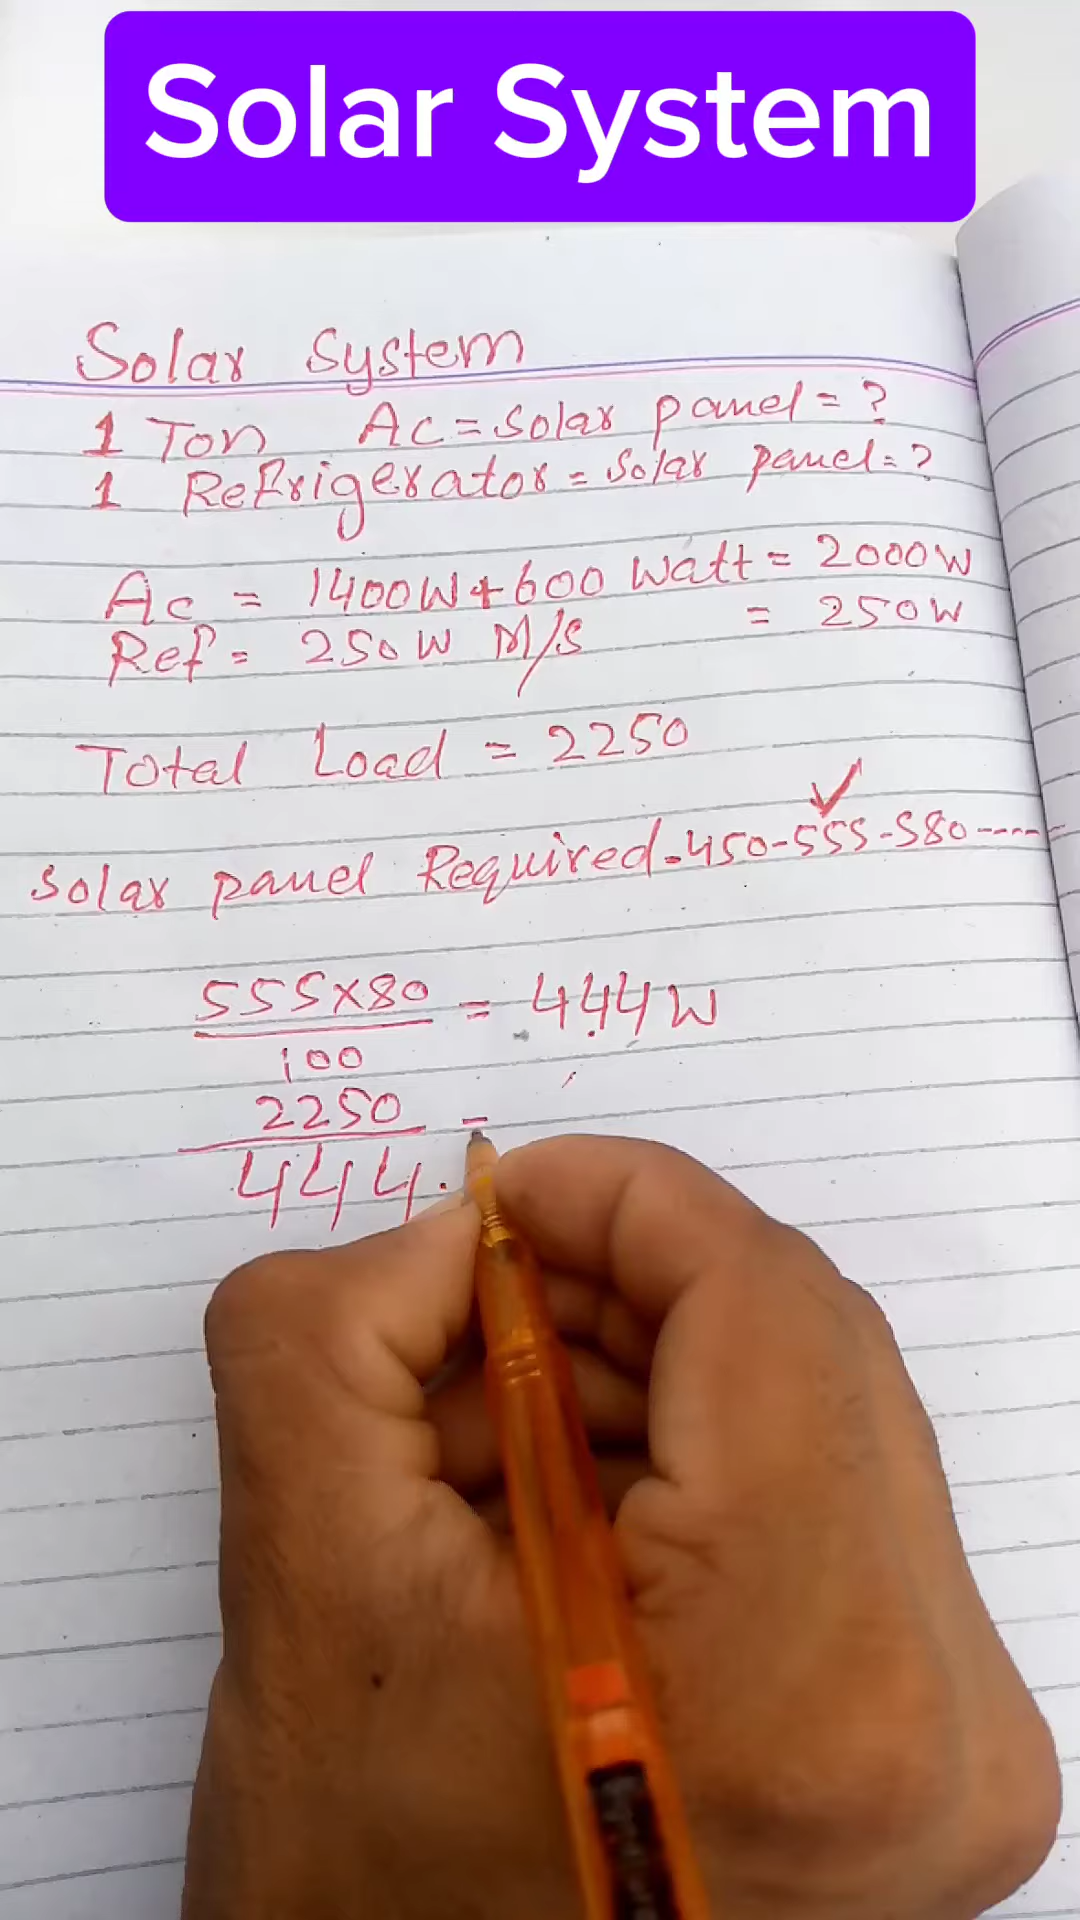 Solar System
Solar System
1 Ton Ac = Solar panel = ?
1 Refrigerator = Solar panel = ?
Ac = 1400W + 600 Watt = 2000W
Ref = 250W M/S = 250W
Total Load = 2250
Solar panel Required - 450 - 555 - 580 -----
555x80 = 444W
100
2250 =
444.